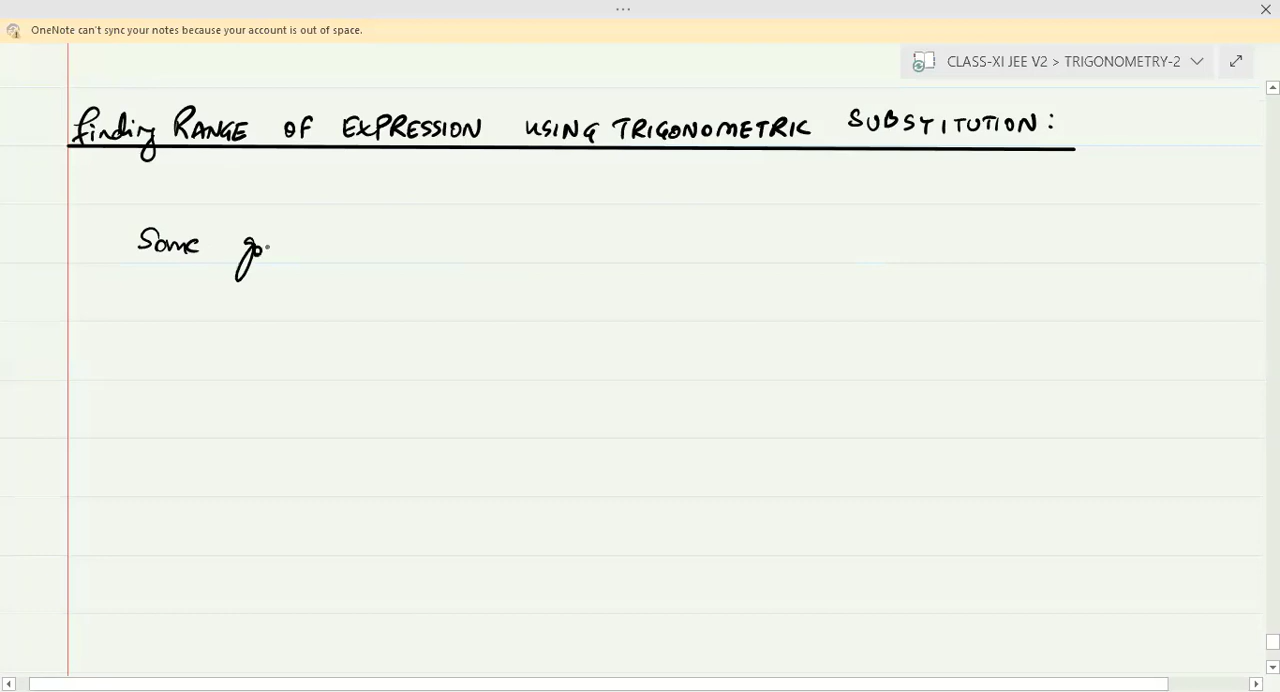 ...
OneNote can't sync your notes because your account is out of space.
CLASS-XI JEE V2 > TRIGONOMETRY-2
finding RANGE OF EXPRESSION USING TRIGONOMETRIC SUBSTITUTION:
Some go